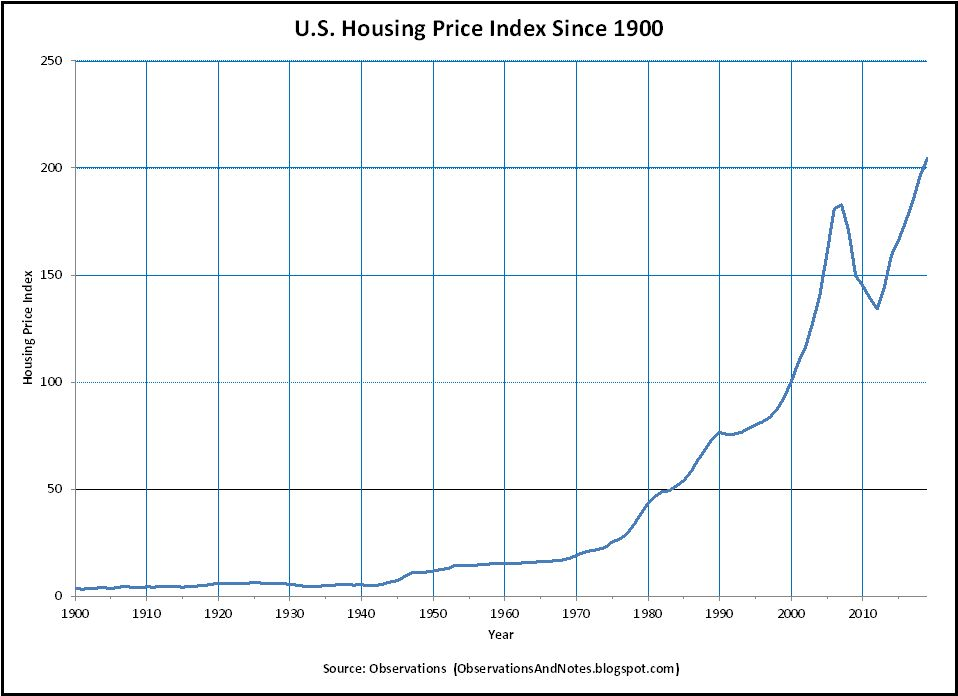 U.S. Housing Price Index Since 1900
250
200
150
100
50
0
Housing Price Index
1900 1910 1920 1930 1940 1950 1960 1970 1980 1990 2000 2010
Year
Source: Observations (ObservationsAndNotes.blogspot.com)